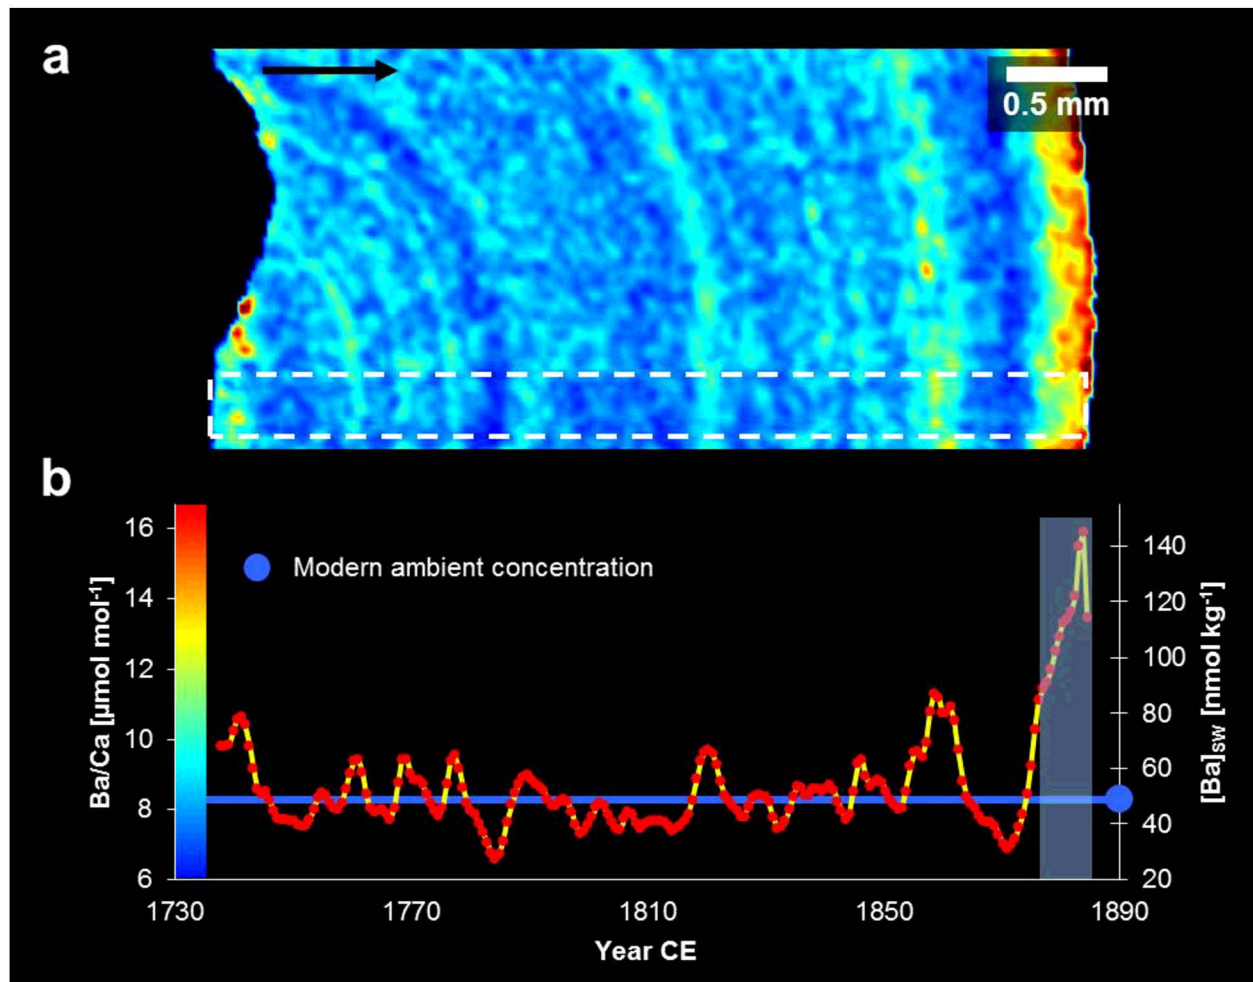 a
0.5 mm
b
Ba/Ca [µmol mol⁻¹]
16
14
12
10
8
6
Modern ambient concentration
140
120
100
80
60
40
20
[Ba]SW [nmol kg⁻¹]
1730
1770
1810
1850
1890
Year CE